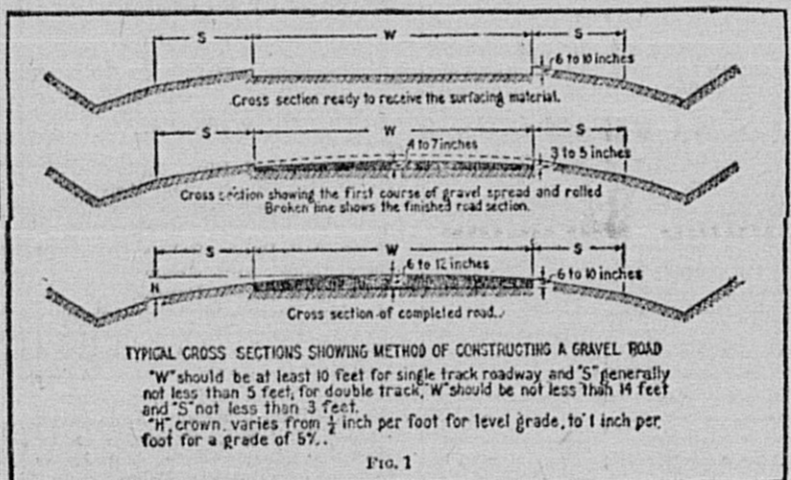 S W S
6 to 10 inches
Cross section ready to receive the surfacing material.
S W S
4 to 7 inches
3 to 5 inches
Cross section showing the first course of gravel spread and rolled
Broken line shows the finished road section.
S W S
6 to 12 inches
H
6 to 10 inches
Cross section of completed road.
TYPICAL CROSS SECTIONS SHOWING METHOD OF CONSTRUCTING A GRAVEL ROAD
"W" should be at least 10 feet for single track roadway and "S" generally
not less than 5 feet, for double track, "W" should be not less than 14 feet
and "S" not less than 3 feet.
"H", crown, varies from ½ inch per foot for level grade, to 1 inch per
foot for a grade of 5%.
FIG. 1